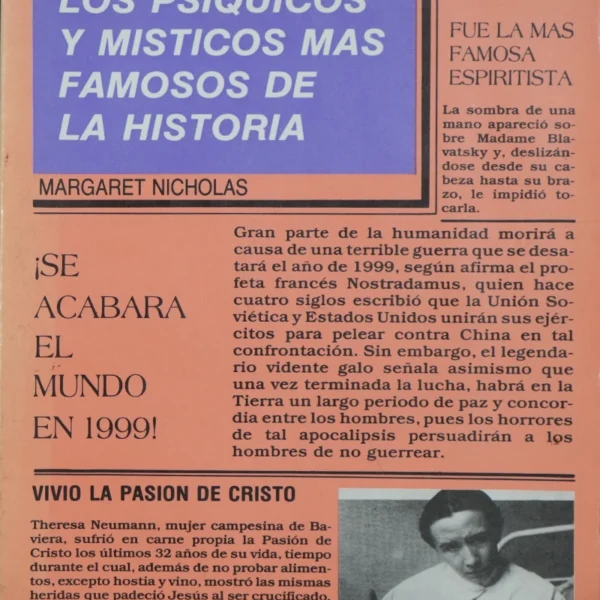 LOS PSIQUICOS
Y MISTICOS MAS
FAMOSOS DE
LA HISTORIA
MARGARET NICHOLAS
FUE LA MAS
FAMOSA
ESPIRITISTA
La sombra de una
mano apareció so-
bre Madame Bla-
vatsky y, deslizán-
dose desde su ca-
beza hasta su bra-
zo, le impidió to-
carla.
¡SE
ACABARA
EL
MUNDO
EN 1999!
Gran parte de la humanidad morirá a
causa de una terrible guerra que se desa-
tará el año de 1999, según afirma el pro-
feta francés Nostradamus, quien hace
cuatro siglos escribió que la Unión So-
viética y Estados Unidos unirán sus ejér-
citos para pelear contra China en tal
confrontación. Sin embargo, el legenda-
rio vidente galo señala asimismo que
una vez terminada la lucha, habrá en la
Tierra un largo periodo de paz y concor-
dia entre los hombres, pues los horrores
de tal apocalipsis persuadirán a los
hombres de no guerrear.
VIVIO LA PASION DE CRISTO
Theresa Neumann, mujer campesina de Ba-
viera, sufrió en carne propia la Pasión de
Cristo los últimos 32 años de su vida, tiempo
durante el cual, además de no probar alimen-
tos, excepto hostia y vino, mostró las mismas
heridas que padeció Jesús al ser crucificado.